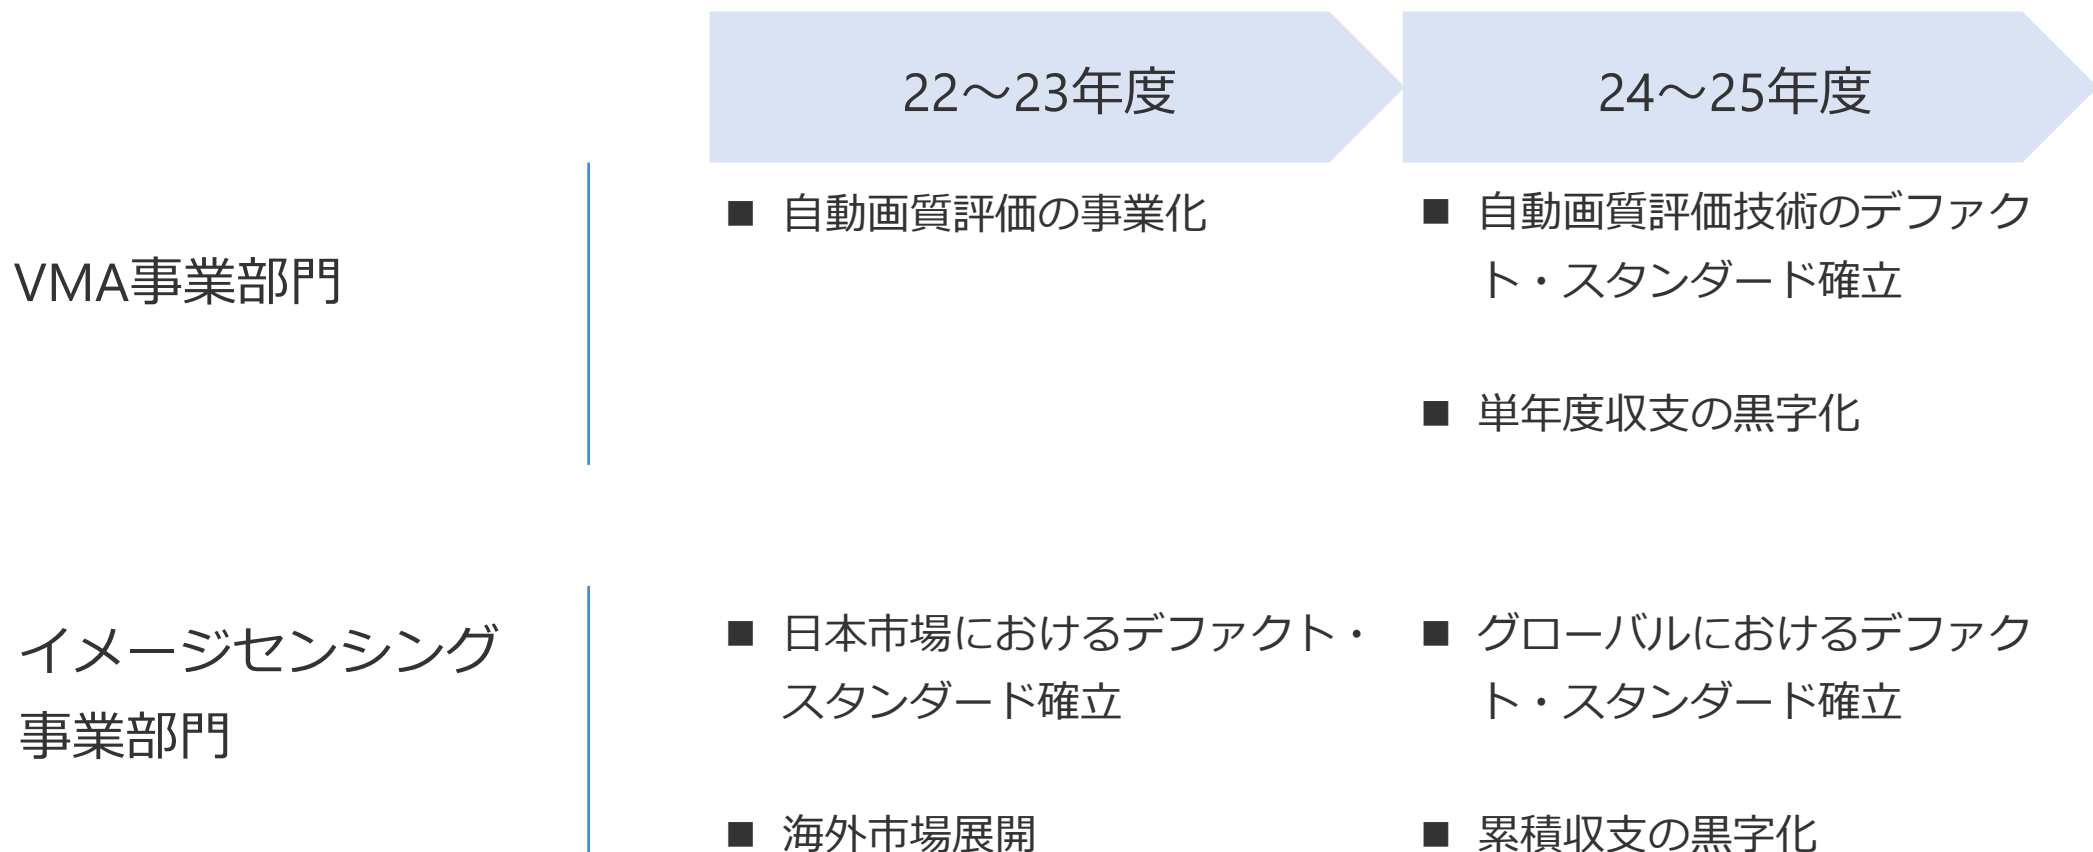 22～23年度
24～25年度
VMA事業部門
■ 自動画質評価の事業化
■ 自動画質評価技術のデファク
ト・スタンダード確立
■ 単年度収支の黒字化
イメージセンシング
事業部門
■ 日本市場におけるデファクト・
スタンダード確立
■ 海外市場展開
■ グローバルにおけるデファク
ト・スタンダード確立
■ 累積収支の黒字化